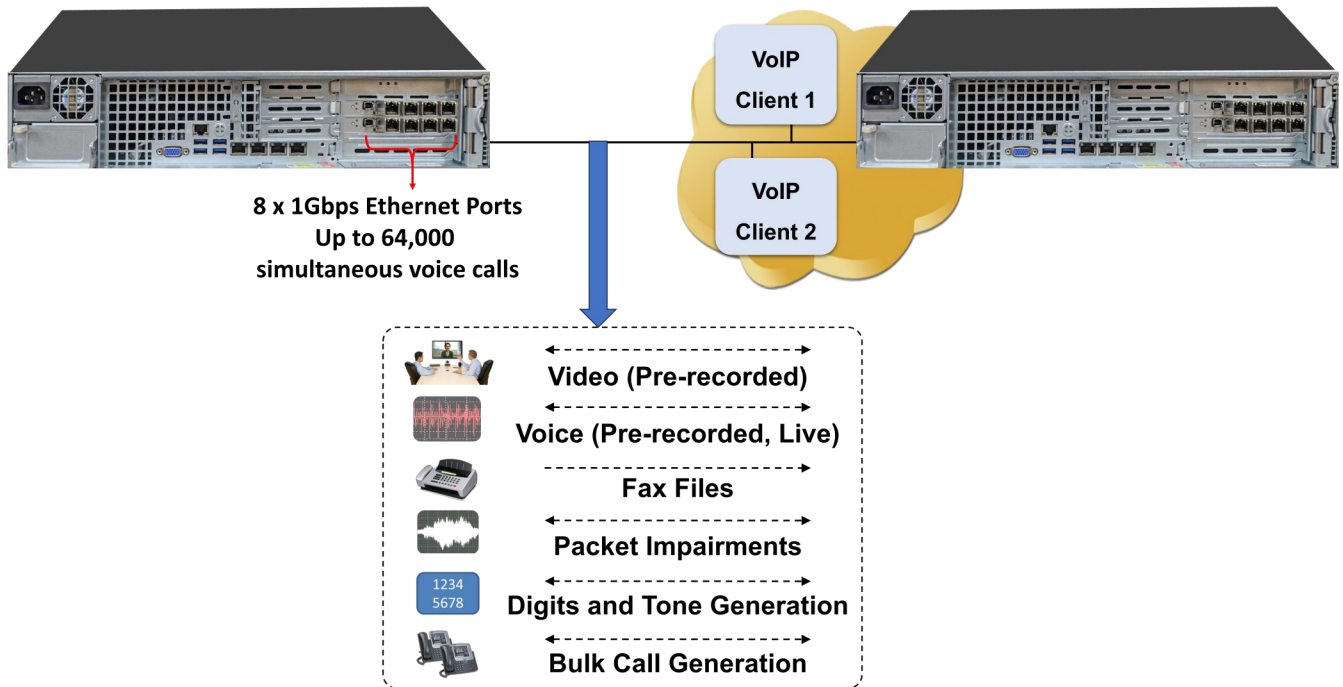 VoIP
Client 1
VoIP
Client 2
8 x 1Gbps Ethernet Ports
Up to 64,000
simultaneous voice calls
Video (Pre-recorded)
Voice (Pre-recorded, Live)
Fax Files
Packet Impairments
1234
5678
Digits and Tone Generation
Bulk Call Generation